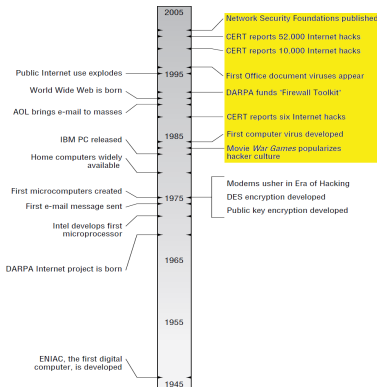 2005
Network Security Foundations published
CERT reports 52,000 Internet hacks
CERT reports 10,000 Internet hacks
Public Internet use explodes
1995
First Office document viruses appear
World Wide Web is born
DARPA funds “Firewall Toolkit”
AOL brings e-mail to masses
CERT reports six Internet hacks
1985
First computer virus developed
IBM PC released
Movie War Games popularizes
hacker culture
Home computers widely
available
Modems usher in Era of Hacking
First microcomputers created
DES encryption developed
1975
First e-mail message sent
Public key encryption developed
Intel develops first
microprocessor
1965
DARPA Internet project is born
1955
ENIAC, the first digital
computer, is developed
1945